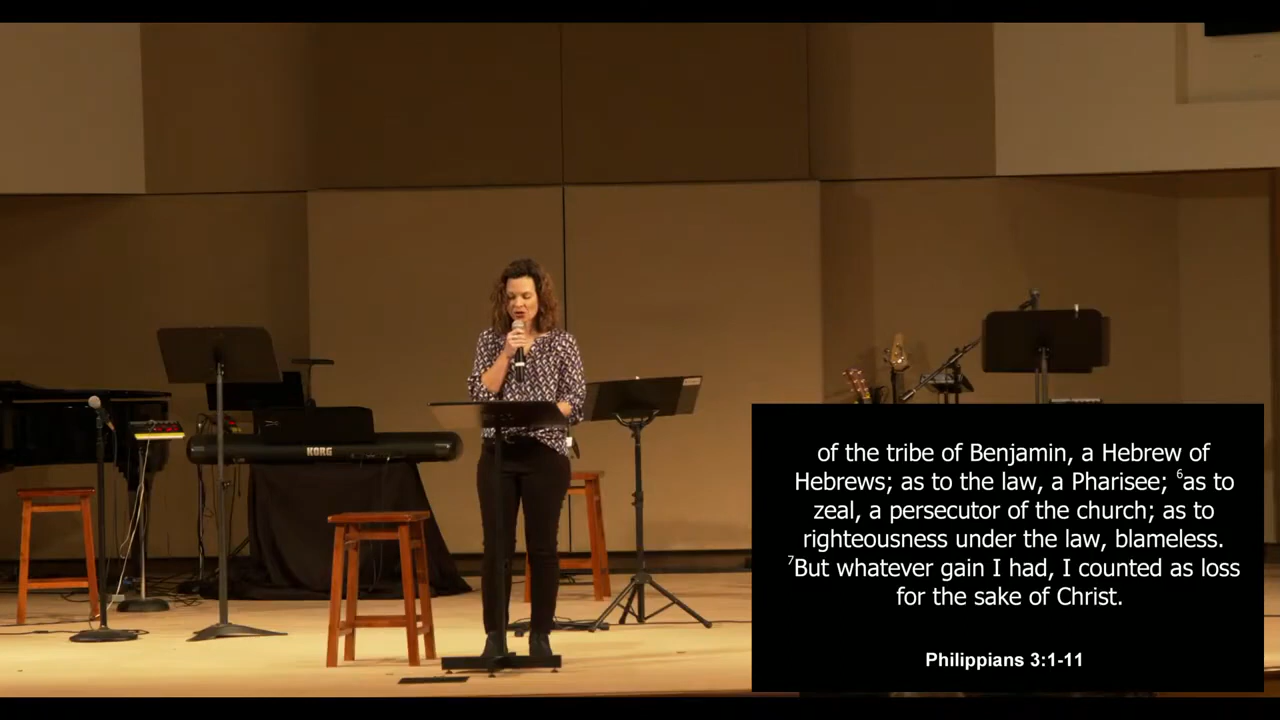 KORG
of the tribe of Benjamin, a Hebrew of
Hebrews; as to the law, a Pharisee; ⁶as to
zeal, a persecutor of the church; as to
righteousness under the law, blameless.
⁷But whatever gain I had, I counted as loss
for the sake of Christ.
Philippians 3:1-11